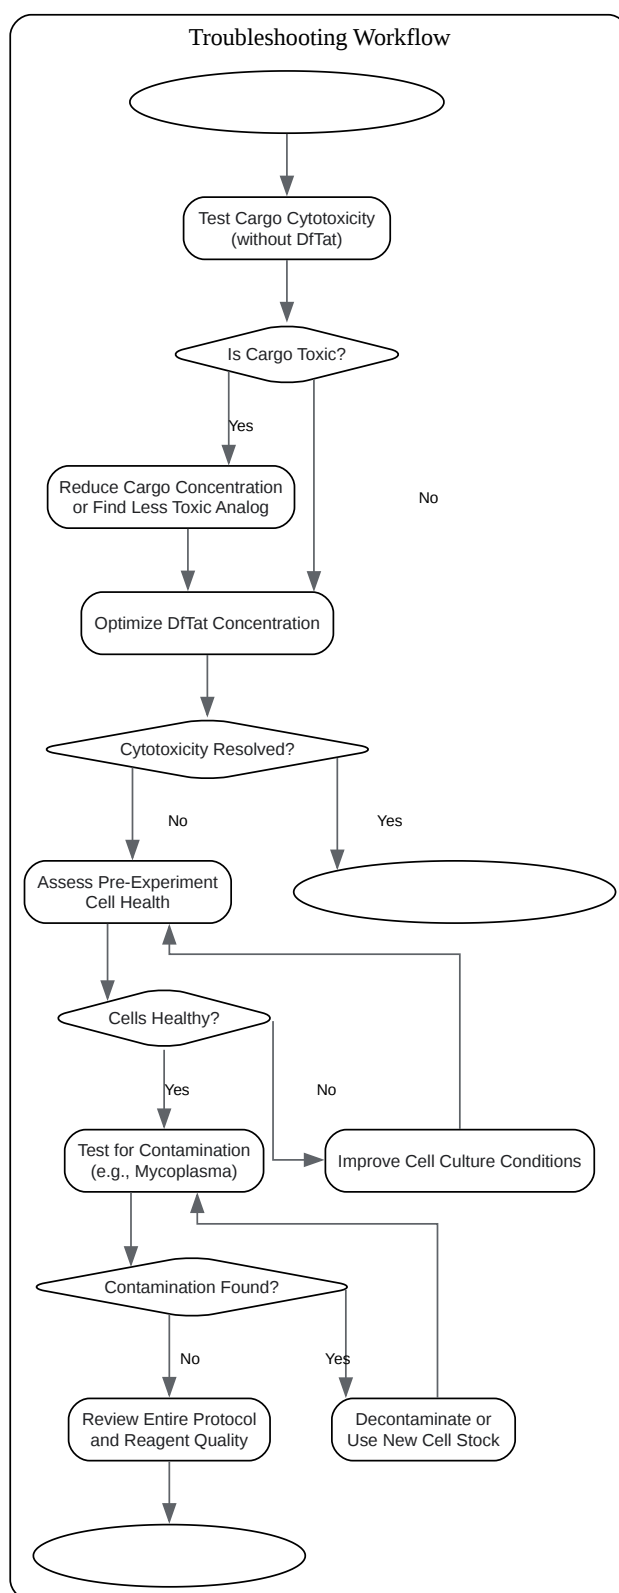 Troubleshooting Workflow
Test Cargo Cytotoxicity
(without DfTat)
Is Cargo Toxic?
Yes
Reduce Cargo Concentration
or Find Less Toxic Analog
No
Optimize DfTat Concentration
Cytotoxicity Resolved?
No
Yes
Assess Pre-Experiment
Cell Health
Cells Healthy?
Yes
No
Test for Contamination
(e.g., Mycoplasma)
Improve Cell Culture Conditions
Contamination Found?
No
Yes
Review Entire Protocol
and Reagent Quality
Decontaminate or
Use New Cell Stock